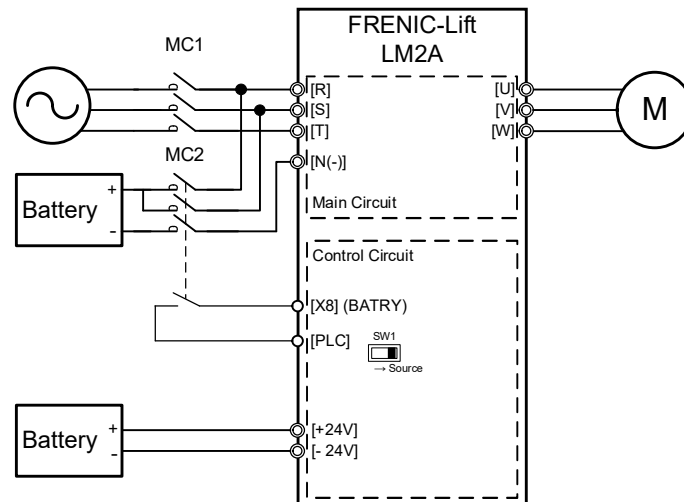 FRENIC-Lift
LM2A
MC1
[R]
[U]
[S]
[V]
[T]
[W]
M
MC2
[N(-)]
+
Battery
-
Main Circuit
Control Circuit
[X8] (BATRY)
[PLC]
SW1
→ Source
+
Battery
-
[+24V]
[- 24V]